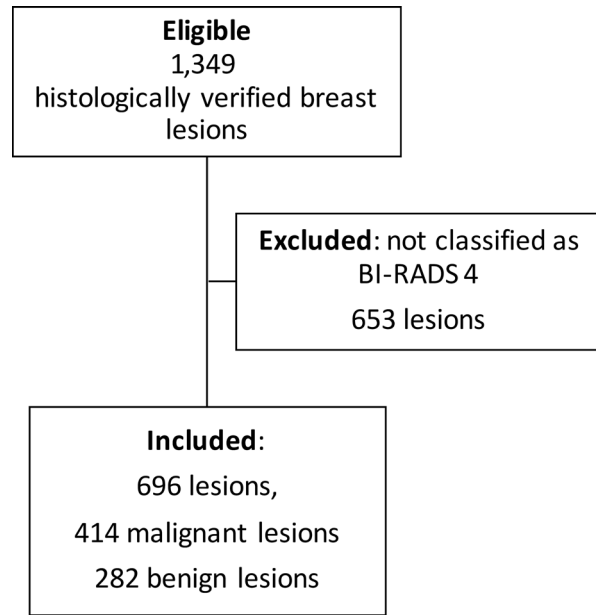 Eligible
1,349
histologically verified breast
lesions
Excluded: not classified as
BI-RADS 4
653 lesions
Included:
696 lesions,
414 malignant lesions
282 benign lesions